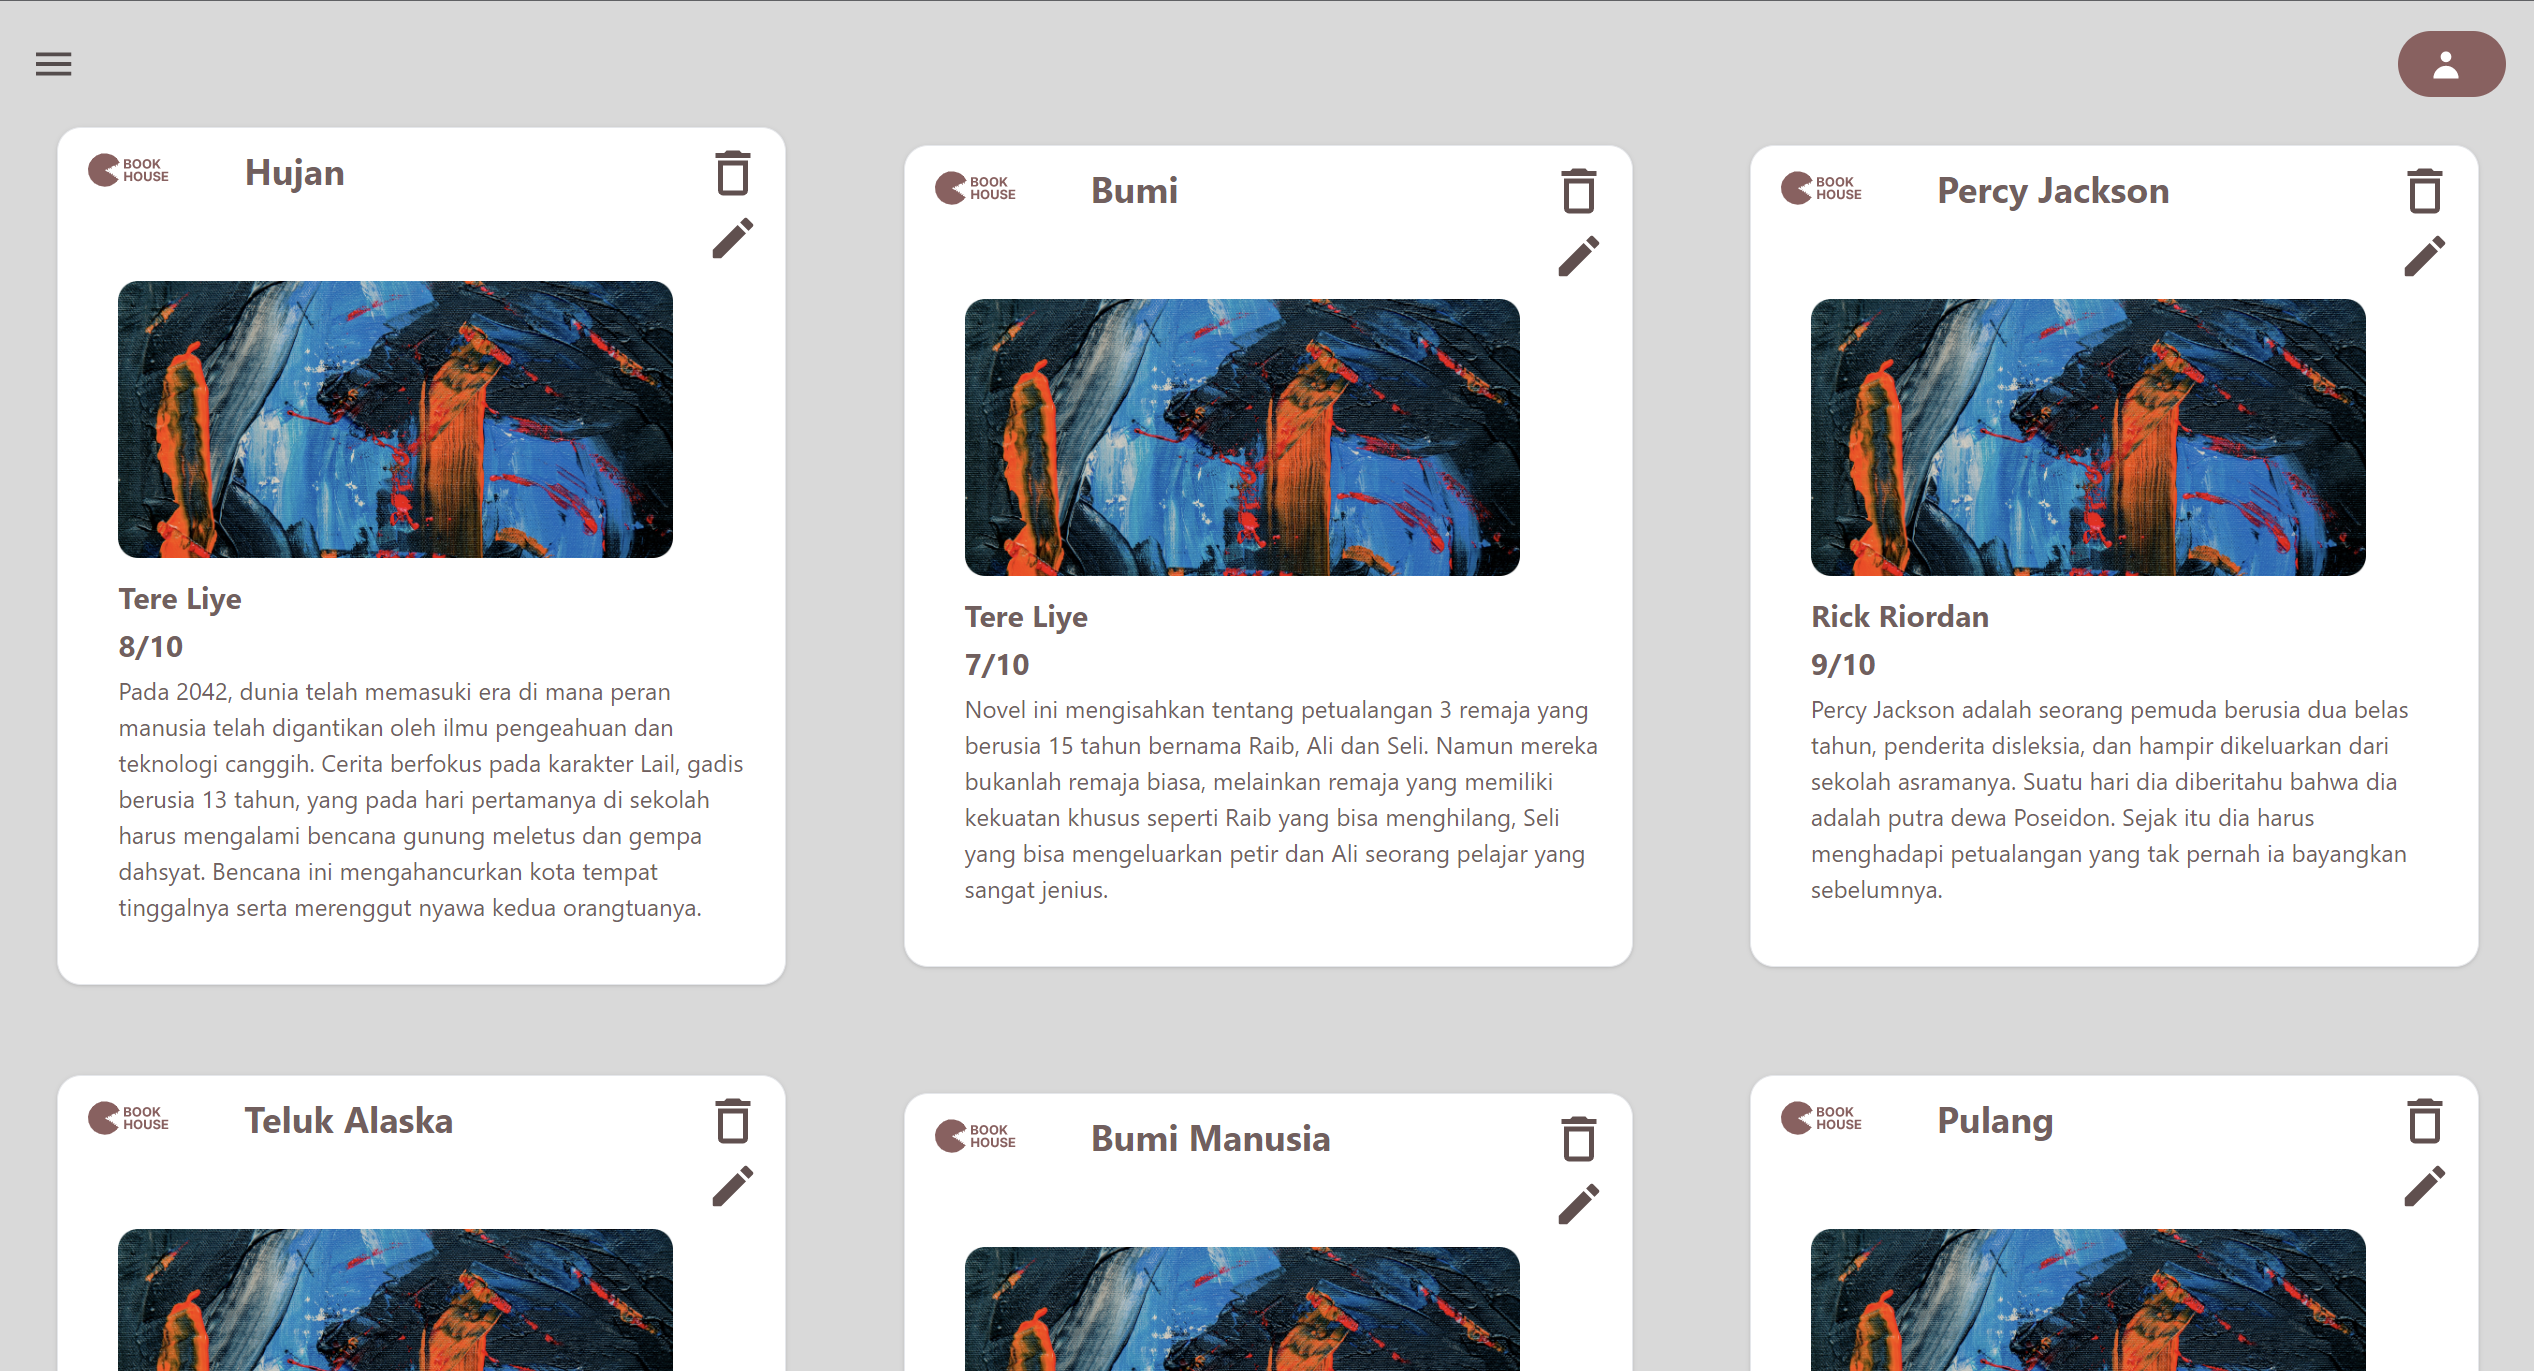 BOOK
HOUSE
Hujan
Tere Liye
8/10
Pada 2042, dunia telah memasuki era di mana peran
manusia telah digantikan oleh ilmu pengeahuan dan
teknologi canggih. Cerita berfokus pada karakter Lail, gadis
berusia 13 tahun, yang pada hari pertamanya di sekolah
harus mengalami bencana gunung meletus dan gempa
dahsyat. Bencana ini mengahancurkan kota tempat
tinggalnya serta merenggut nyawa kedua orangtuanya.
BOOK
HOUSE
Bumi
Tere Liye
7/10
Novel ini mengisahkan tentang petualangan 3 remaja yang
berusia 15 tahun bernama Raib, Ali dan Seli. Namun mereka
bukanlah remaja biasa, melainkan remaja yang memiliki
kekuatan khusus seperti Raib yang bisa menghilang, Seli
yang bisa mengeluarkan petir dan Ali seorang pelajar yang
sangat jenius.
BOOK
HOUSE
Percy Jackson
Rick Riordan
9/10
Percy Jackson adalah seorang pemuda berusia dua belas
tahun, penderita disleksia, dan hampir dikeluarkan dari
sekolah asramanya. Suatu hari dia diberitahu bahwa dia
adalah putra dewa Poseidon. Sejak itu dia harus
menghadapi petualangan yang tak pernah ia bayangkan
sebelumnya.
BOOK
HOUSE
Teluk Alaska
BOOK
HOUSE
Bumi Manusia
BOOK
HOUSE
Pulang